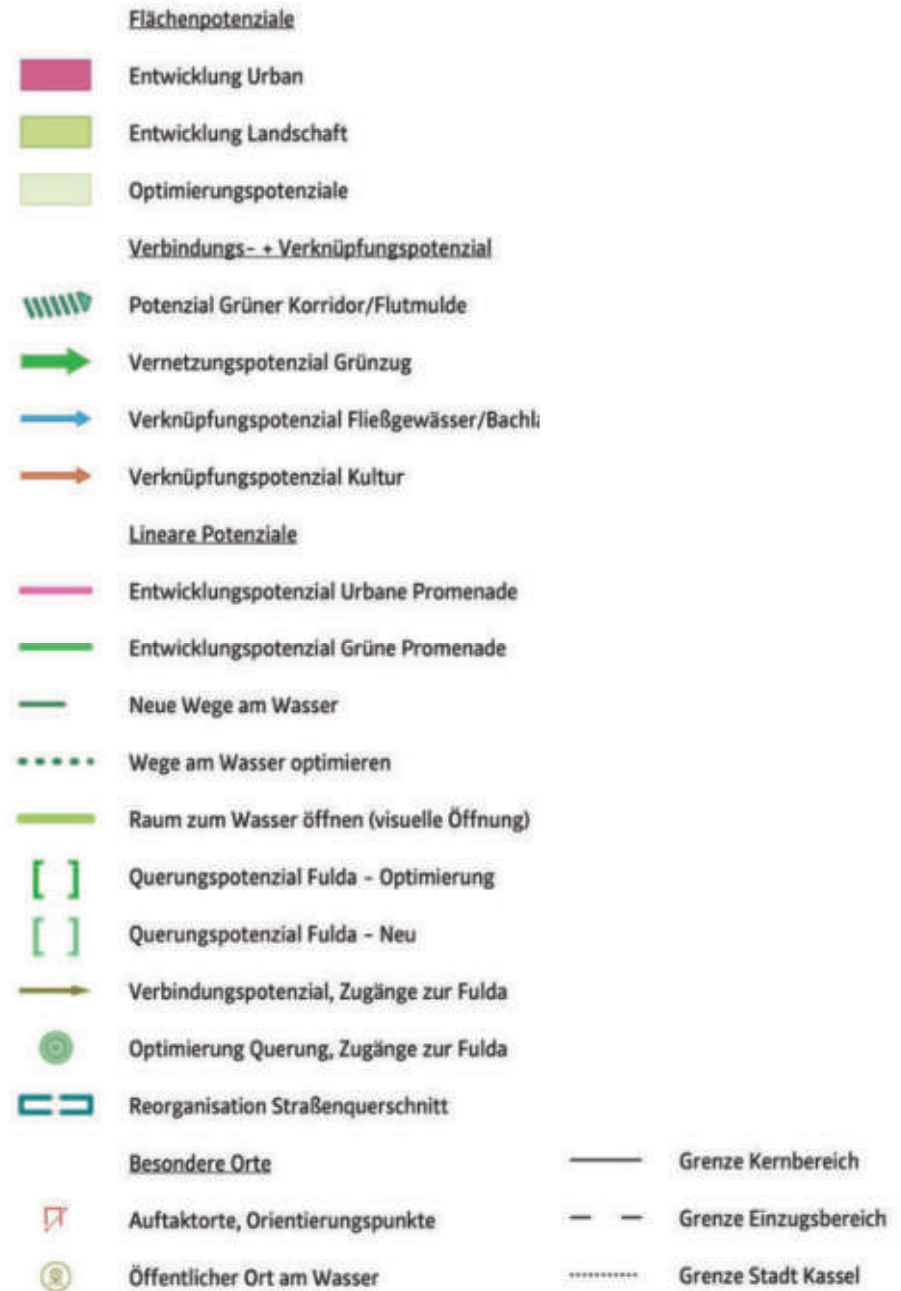 Flächenpotenziale
Entwicklung Urban
Entwicklung Landschaft
Optimierungspotenziale
Verbindungs- + Verknüpfungspotenzial
Potenzial Grüner Korridor/Flutmulde
Vernetzungspotenzial Grünzug
Verknüpfungspotenzial Fließgewässer/Bachla
Verknüpfungspotenzial Kultur
Lineare Potenziale
Entwicklungspotenzial Urbane Promenade
Entwicklungspotenzial Grüne Promenade
Neue Wege am Wasser
Wege am Wasser optimieren
Raum zum Wasser öffnen (visuelle Öffnung)
Querungspotenzial Fulda - Optimierung
Querungspotenzial Fulda - Neu
Verbindungspotenzial, Zugänge zur Fulda
Optimierung Querung, Zugänge zur Fulda
Reorganisation Straßenquerschnitt
Besondere Orte
Auftaktorte, Orientierungspunkte
Öffentlicher Ort am Wasser
Grenze Kernbereich
Grenze Einzugsbereich
Grenze Stadt Kassel